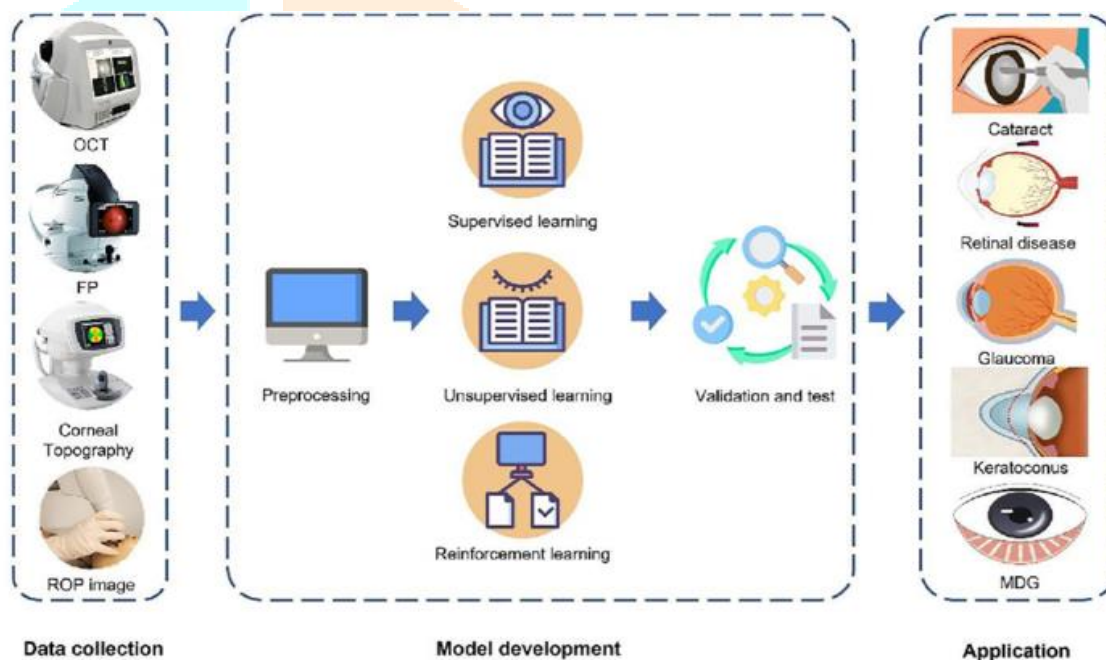 OCT
FP
Corneal
Topography
ROP image
Data collection
Preprocessing
Supervised learning
Unsupervised learning
Reinforcement learning
Validation and test
Model development
Cataract
Retinal disease
Glaucoma
Keratoconus
MDG
Application